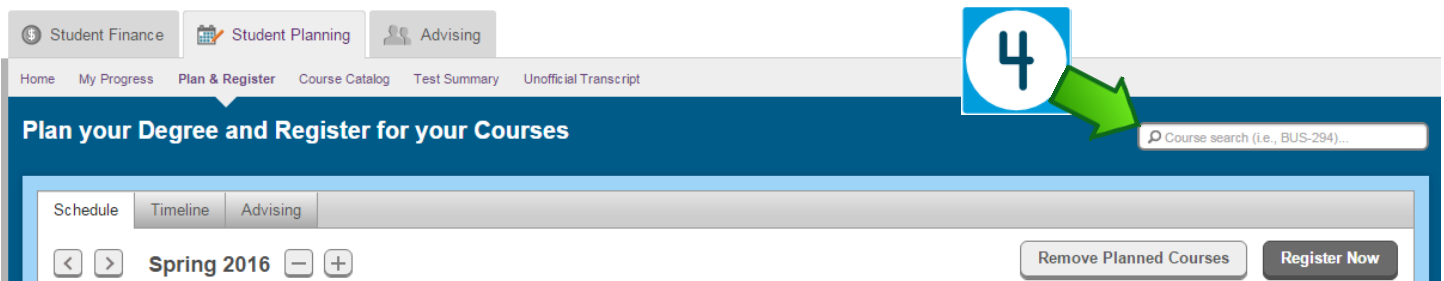 Student Finance Student Planning Advising
4
Home My Progress Plan & Register Course Catalog Test Summary Unofficial Transcript
Plan your Degree and Register for your Courses
Course search (i.e., BUS-294)...
Schedule Timeline Advising
< > Spring 2016 − +
Remove Planned Courses Register Now